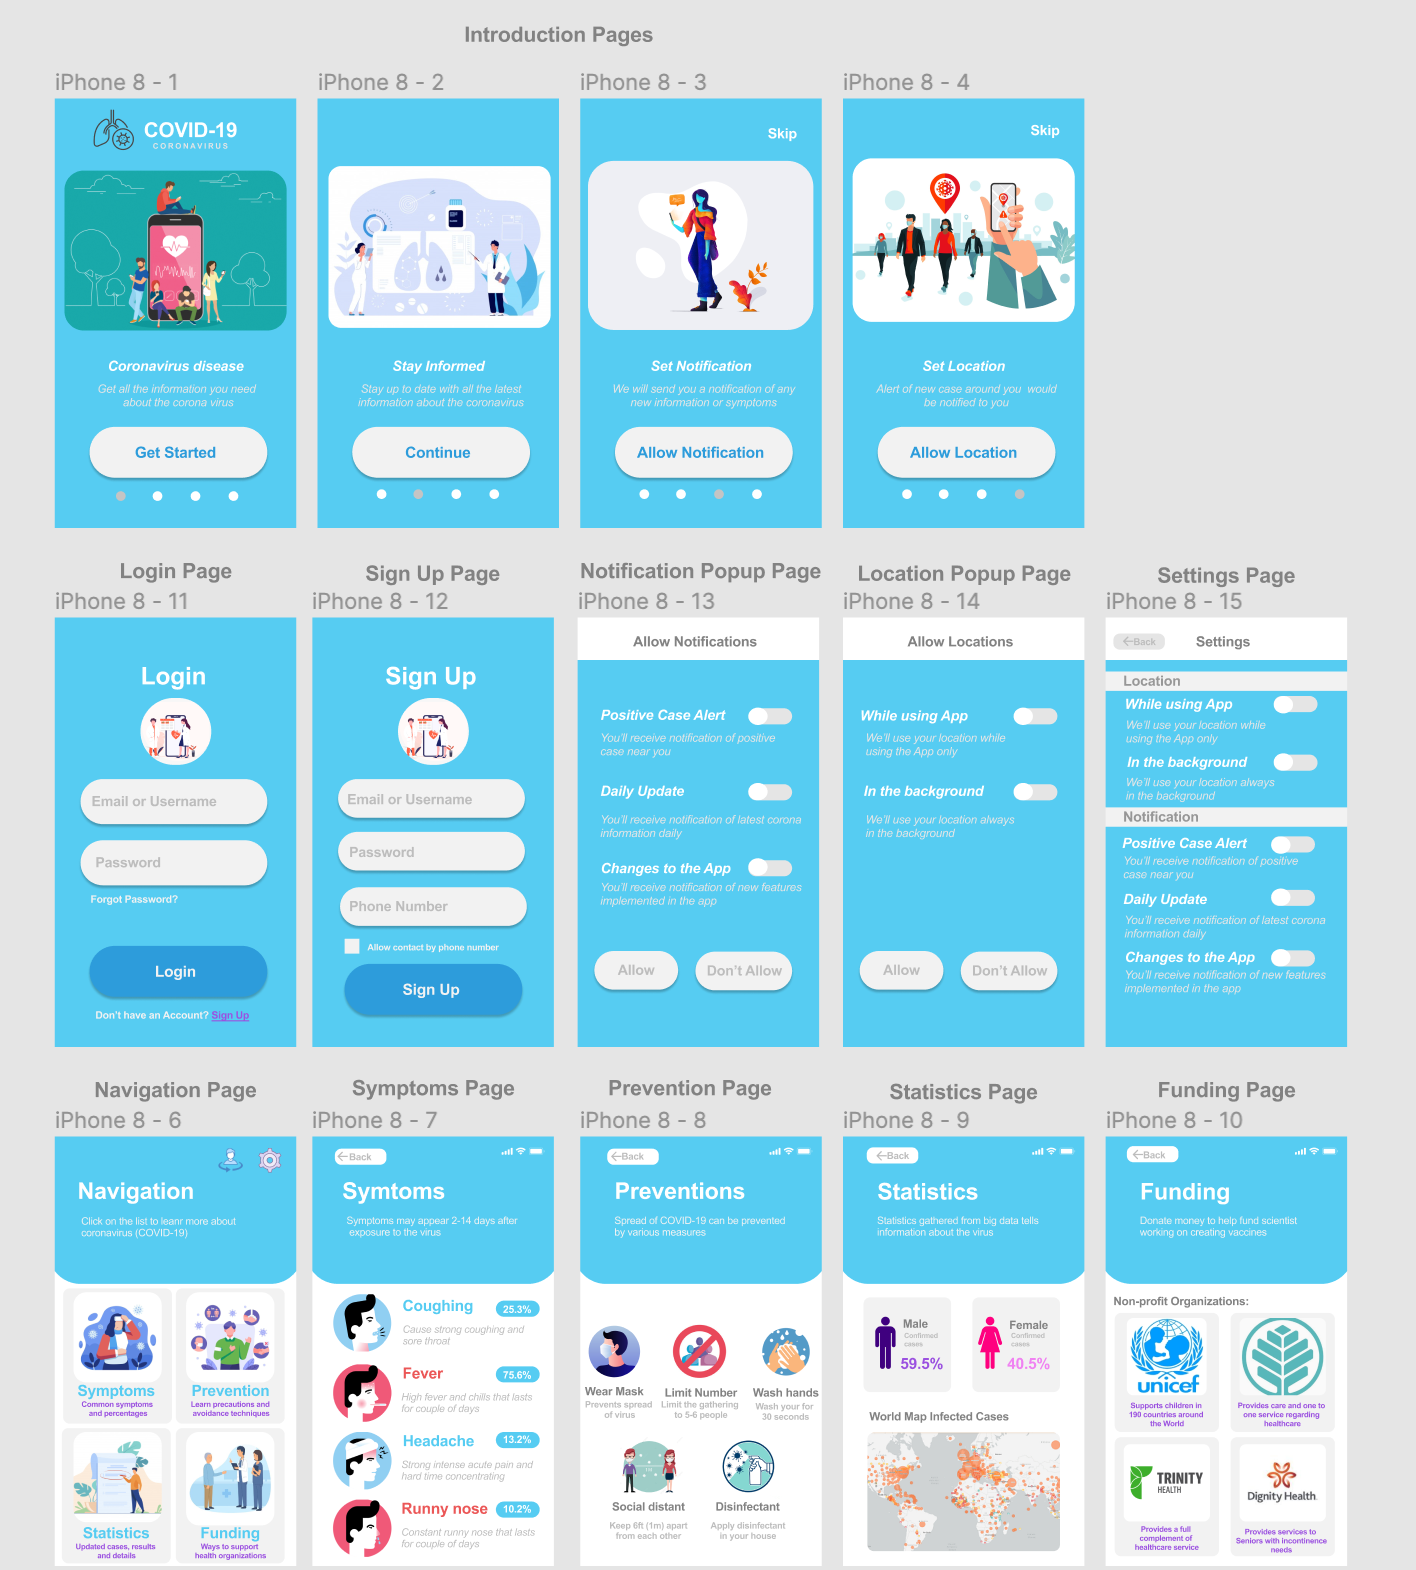 Introduction Pages
iPhone 8 - 1
iPhone 8 - 2
iPhone 8 - 3
iPhone 8 - 4
COVID-19
CORONAVIRUS
Coronavirus disease
Get all the information you need
about the corona virus
Get Started
Stay Informed
Stay up to date with all the latest
information about the coronavirus
Continue
Skip
Set Notification
We will send you a notification of any
new information or symptoms
Allow Notification
Skip
Set Location
Alert of new case around you would
be notified to you
Allow Location
Login Page
iPhone 8 - 11
Login
Email or Username
Password
Forgot Password?
Login
Don't have an Account? Sign Up
Sign Up Page
iPhone 8 - 12
Sign Up
Email or Username
Password
Phone Number
Allow contact by phone number
Sign Up
Notification Popup Page
iPhone 8 - 13
Allow Notifications
Positive Case Alert
You'll receive notification of positive
case near you
Daily Update
You'll receive notification of latest corona
information daily
Changes to the App
You'll receive notification of new features
implemented in the app
Allow
Don't Allow
Location Popup Page
iPhone 8 - 14
Allow Locations
While using App
We'll use your location while
using the App only
In the background
We'll use your location always
in the background
Allow
Don't Allow
Settings Page
iPhone 8 - 15
Back
Settings
Location
While using App
We'll use your location while
using the App only
In the background
We'll use your location always
in the background
Notification
Positive Case Alert
You'll receive notification of positive
case near you
Daily Update
You'll receive notification of latest corona
information daily
Changes to the App
You'll receive notification of new features
implemented in the app
Navigation Page
iPhone 8 - 6
Navigation
Click on the list to leanr more about
coronavirus (COVID-19)
Symptoms
Common symptoms
and percentages
Prevention
Learn precautions and
avoidance techniques
Statistics
Updated cases, results
and details
Funding
Ways to support
health organizations
Symptoms Page
iPhone 8 - 7
Back
Symtoms
Symptoms may appear 2-14 days after
exposure to the virus
Coughing
25.3%
Cause strong coughing and
sore throat
Fever
75.6%
High fever and chills that lasts
for couple of days
Headache
13.2%
Strong intense acute pain and
hard time concentrating
Runny nose
10.2%
Constant runny nose that lasts
for couple of days
Prevention Page
iPhone 8 - 8
Back
Preventions
Spread of COVID-19 can be prevented
by various measures
Wear Mask
Prevents spread
of virus
Limit Number
Limit the gathering
to 5-6 people
Wash hands
Wash your for
30 seconds
Social distant
Keep 6ft (1m) apart
from each other
Disinfectant
Apply disinfectant
in your house
Statistics Page
iPhone 8 - 9
Back
Statistics
Statistics gathered from big data tells
information about the virus
Male
Confirmed
cases
59.5%
Female
Confirmed
cases
40.5%
World Map Infected Cases
Funding Page
iPhone 8 - 10
Back
Funding
Donate money to help fund scientist
working on creating vaccines
Non-profit Organizations:
unicef
Supports children in
190 countries around
the World
Provides care and one to
one service regarding
healthcare
TRINITY
HEALTH
Provides a full
complement of
healthcare service
Dignity Health
Provides services to
Seniors with incontinence
needs